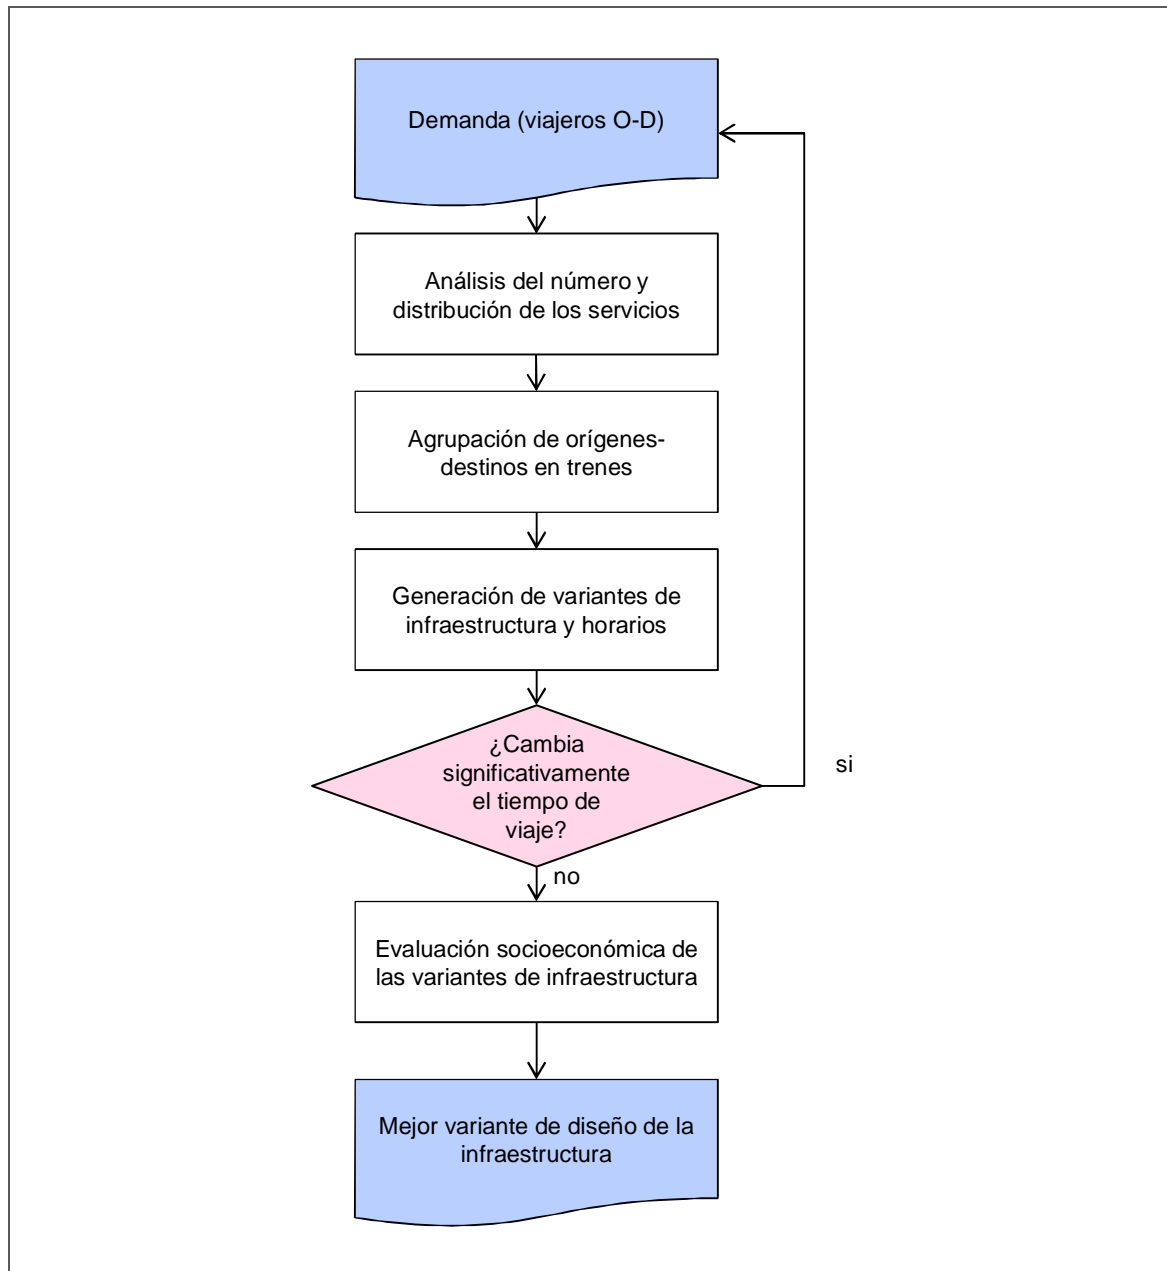 Demanda (viajeros O-D)
Análisis del número y
distribución de los servicios
Agrupación de orígenes-
destinos en trenes
Generación de variantes de
infraestructura y horarios
¿Cambia
significativamente
el tiempo de
viaje?
si
no
Evaluación socioeconómica de
las variantes de infraestructura
Mejor variante de diseño de la
infraestructura